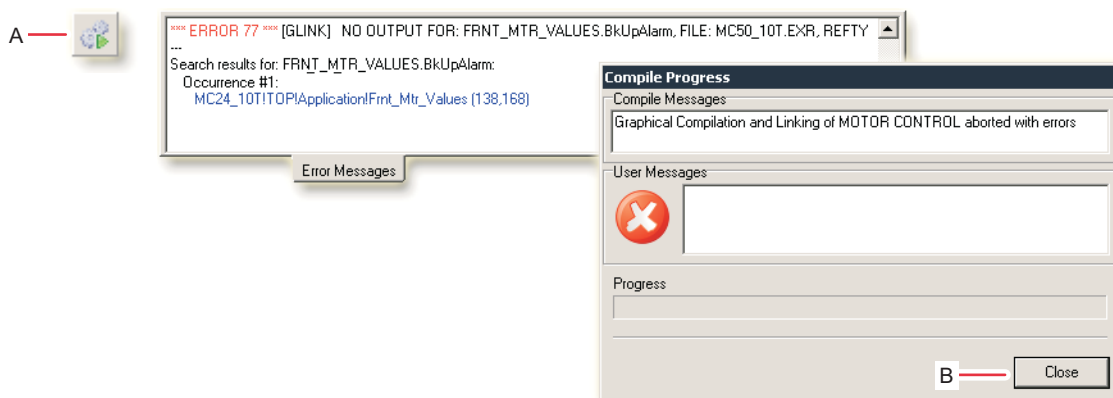 A
*** ERROR 77 *** [GLINK] NO OUTPUT FOR: FRNT_MTR_VALUES.BkUpAlarm, FILE: MC50_10T.EXR, REFTY
---
Search results for: FRNT_MTR_VALUES.BkUpAlarm:
Occurrence #1:
MC24_10T!TOP!Application!Frnt_Mtr_Values (138,168)
Error Messages
Compile Progress
Compile Messages
Graphical Compilation and Linking of MOTOR CONTROL aborted with errors
User Messages
Progress
B
Close